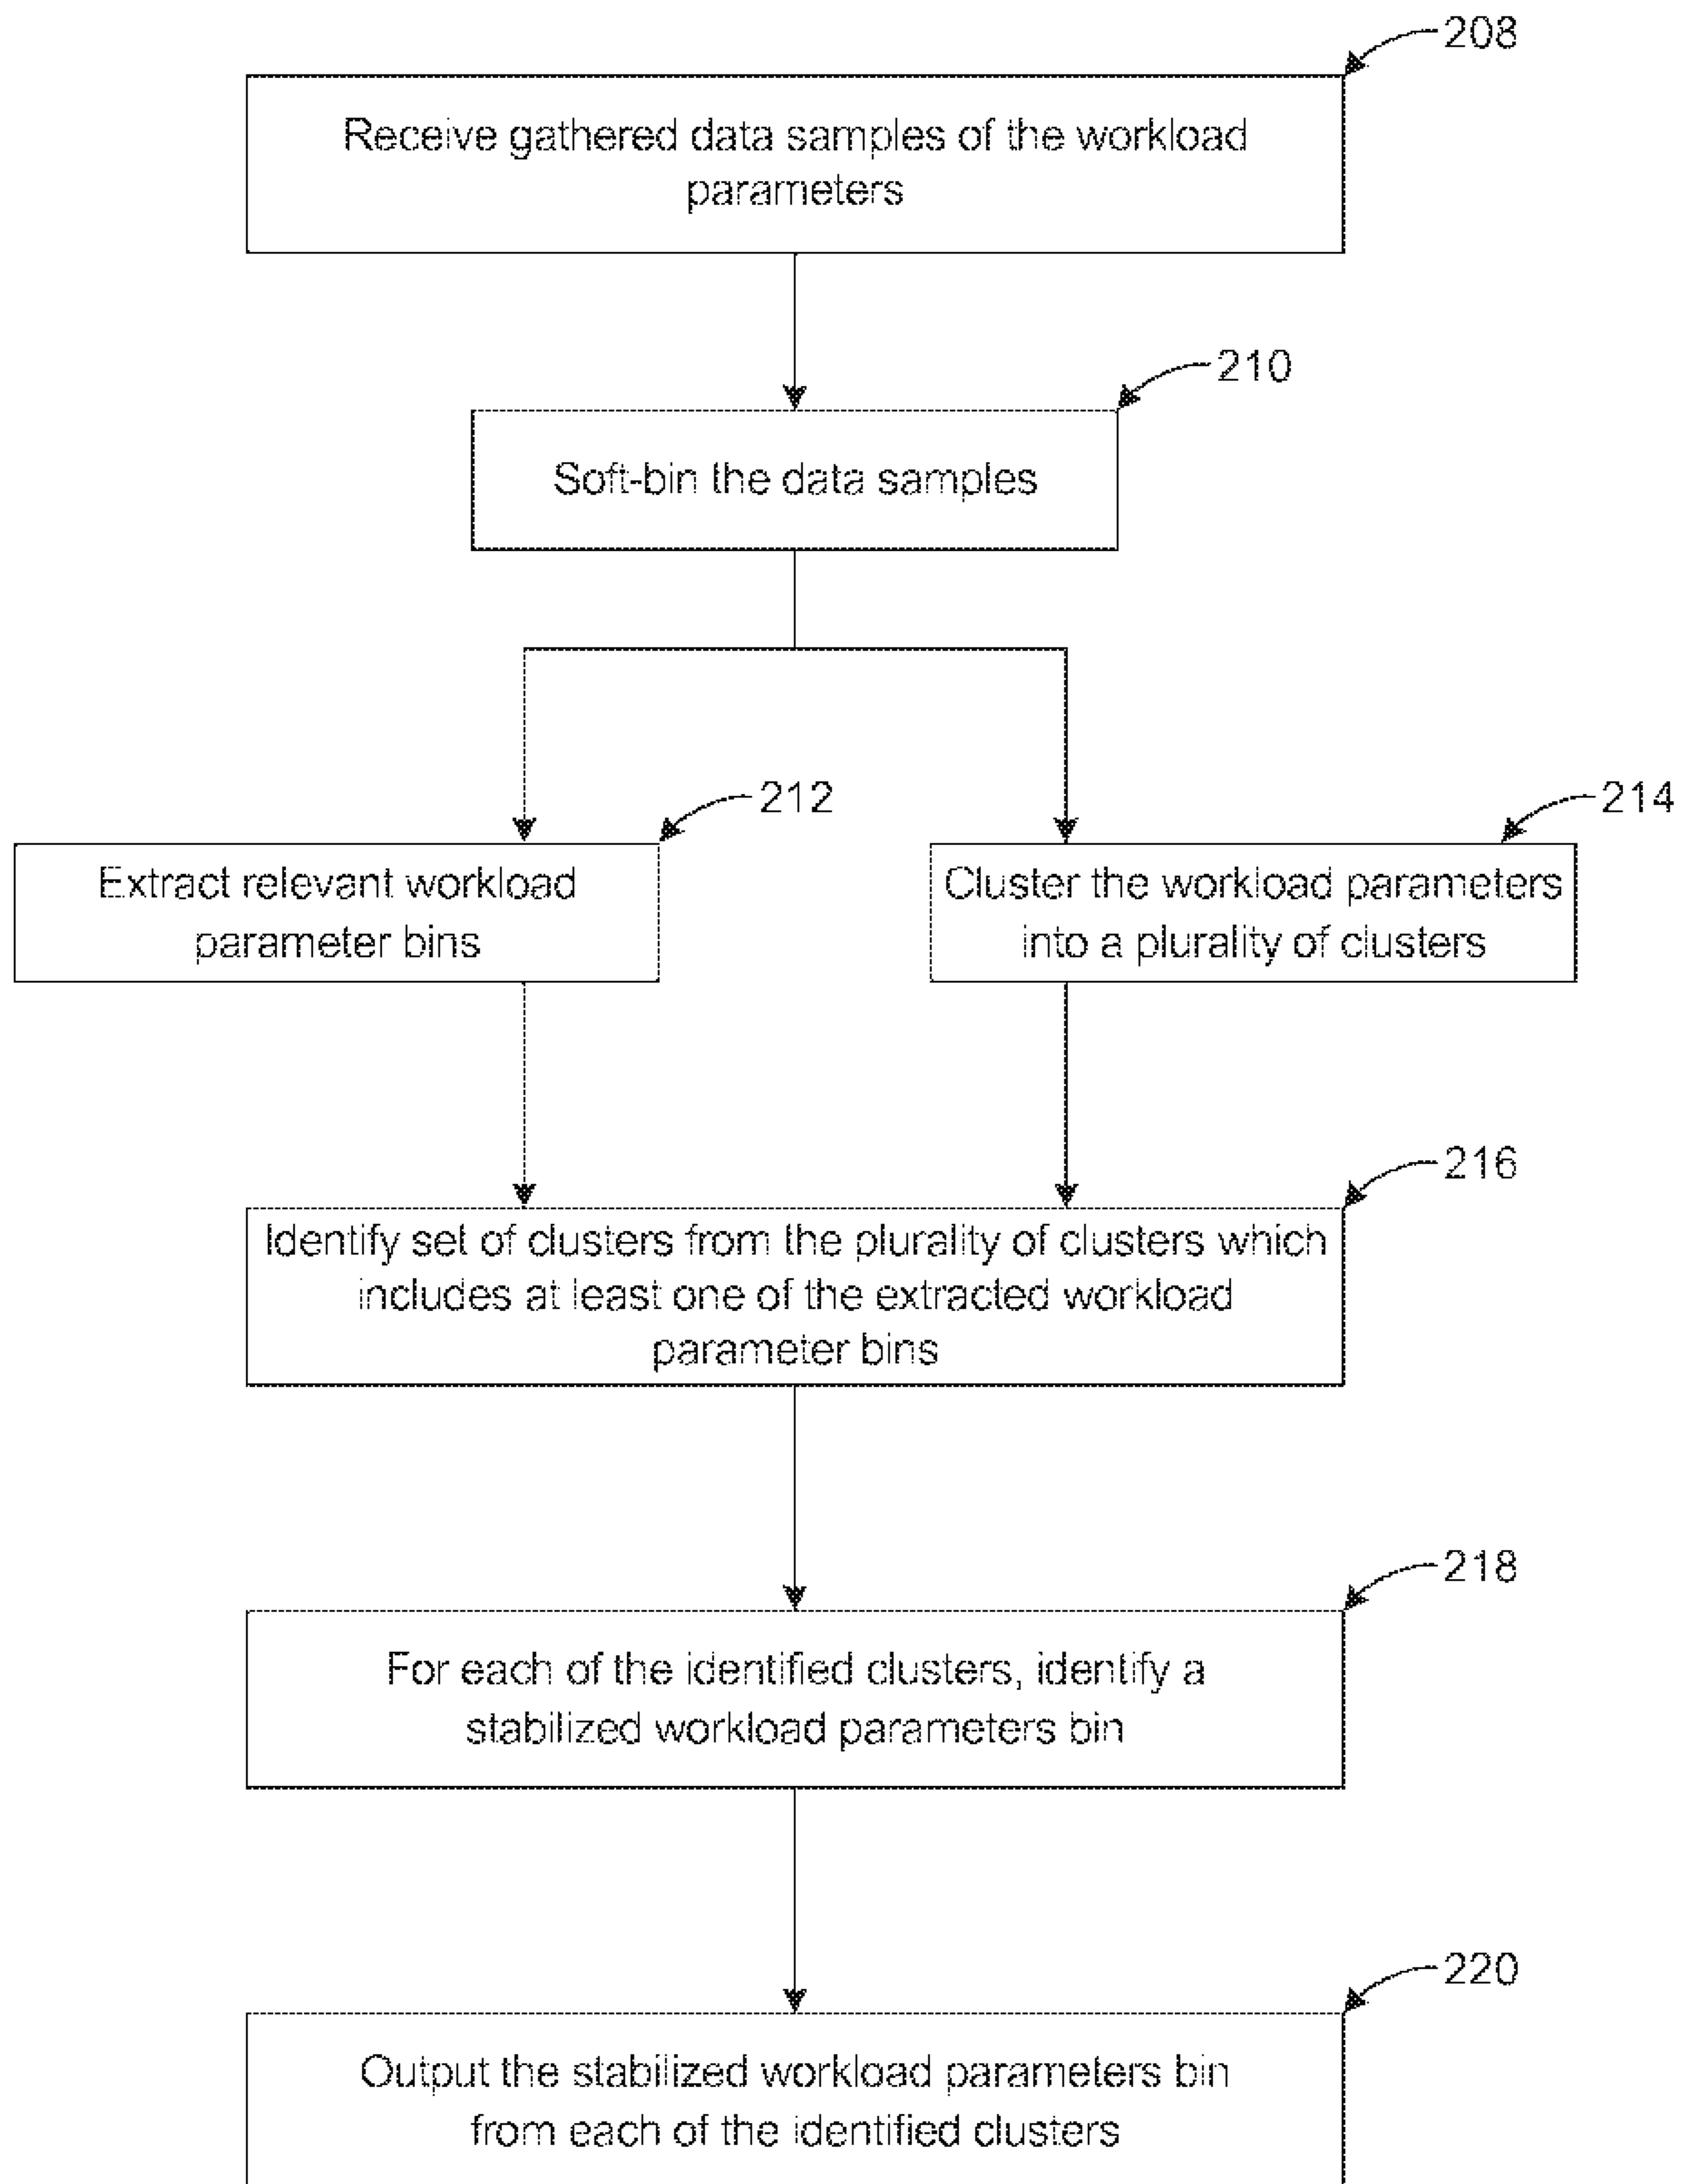 208
Receive gathered data samples of the workload
parameters
210
Soft-bin the data samples
212
Extract relevant workload
parameter bins
214
Cluster the workload parameters
into a plurality of clusters
216
Identify set of clusters from the plurality of clusters which
includes at least one of the extracted workload
parameter bins
218
For each of the identified clusters, identify a
stabilized workload parameters bin
220
Output the stabilized workload parameters bin
from each of the identified clusters